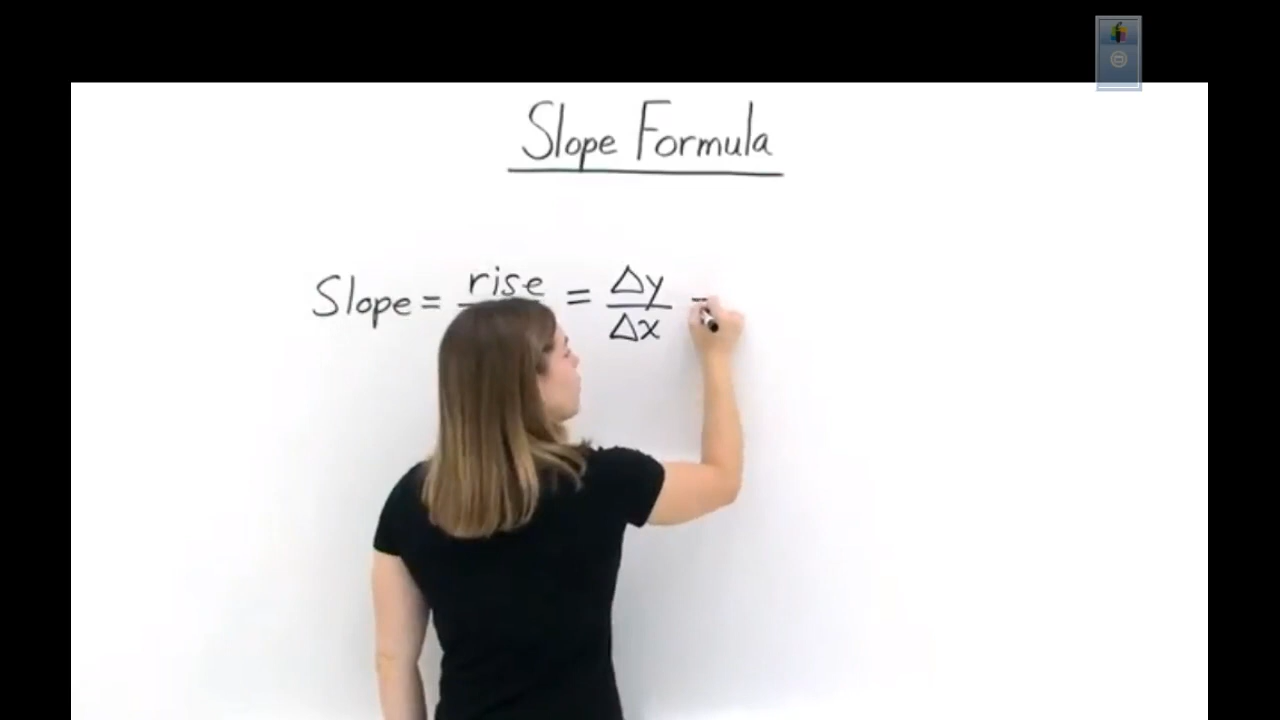 Slope Formula
Slope = rise = Δy/Δx =